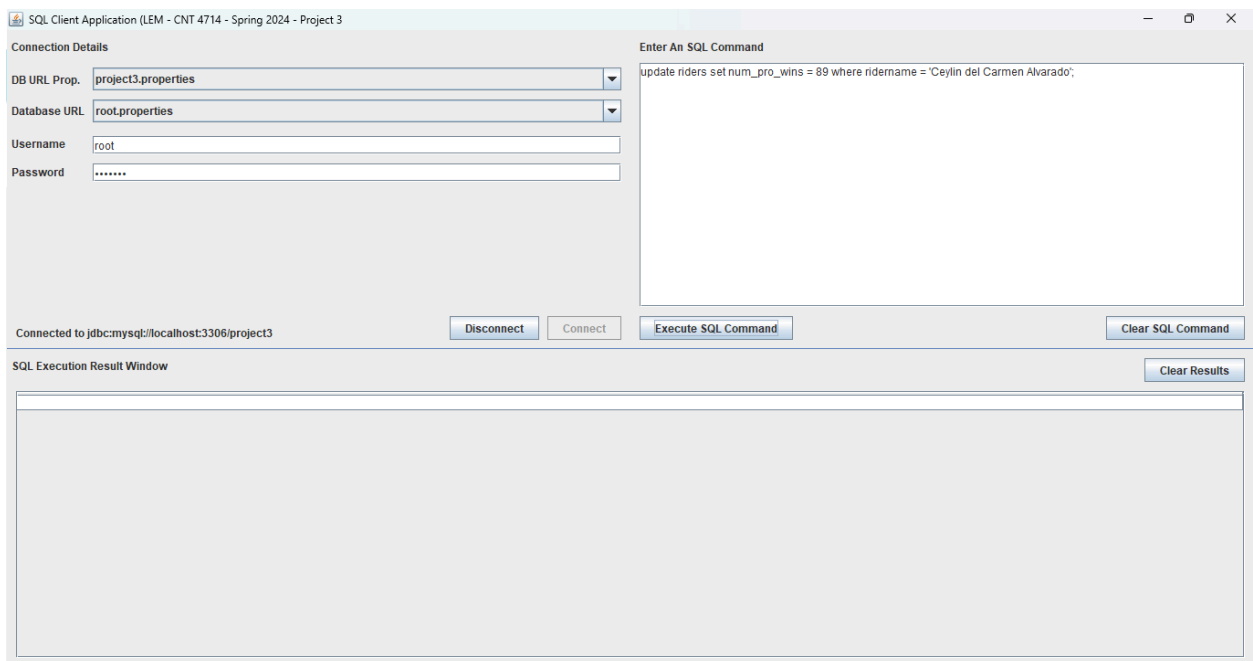 SQL Client Application (LEM - CNT 4714 - Spring 2024 - Project 3
Connection Details
DB URL Prop. project3.properties
Database URL root.properties
Username root
Password •••••••
Connected to jdbc:mysql://localhost:3306/project3
Disconnect Connect
Enter An SQL Command
update riders set num_pro_wins = 89 where ridername = 'Ceylin del Carmen Alvarado';
Execute SQL Command Clear SQL Command
SQL Execution Result Window
Clear Results